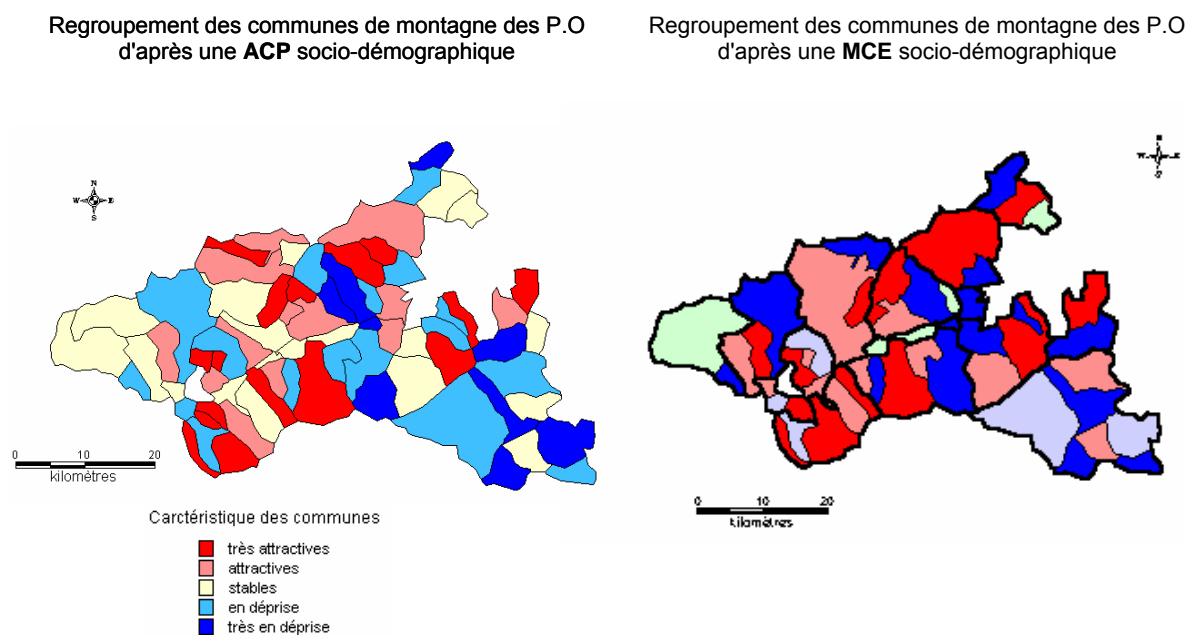 Regroupement des communes de montagne des P.O
d'après une ACP socio-démographique
Regroupement des communes de montagne des P.O
d'après une MCE socio-démographique
N
W E
S
N
W E
S
0 10 20
kilomètres
0 10 20
kilomètres
Carctéristique des communes
très attractives
attractives
stables
en déprise
très en déprise